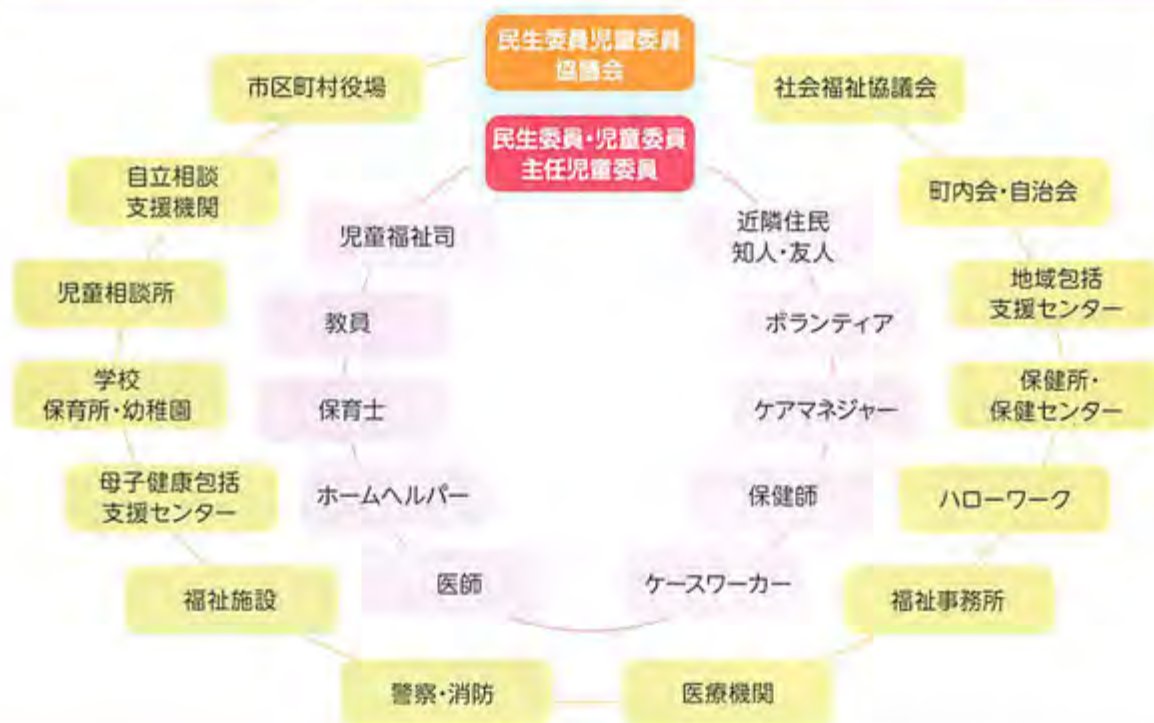 民生委員児童委員
協議会
市区町村役場
社会福祉協議会
民生委員・児童委員
主任児童委員
自立相談
支援機関
町内会・自治会
児童福祉司
近隣住民
知人・友人
児童相談所
地域包括
支援センター
教員
ボランティア
学校
保育所・幼稚園
保健所・
保健センター
保育士
ケアマネジャー
母子健康包括
支援センター
ホームヘルパー
保健師
ハローワーク
福祉施設
医師
ケースワーカー
福祉事務所
警察・消防
医療機関